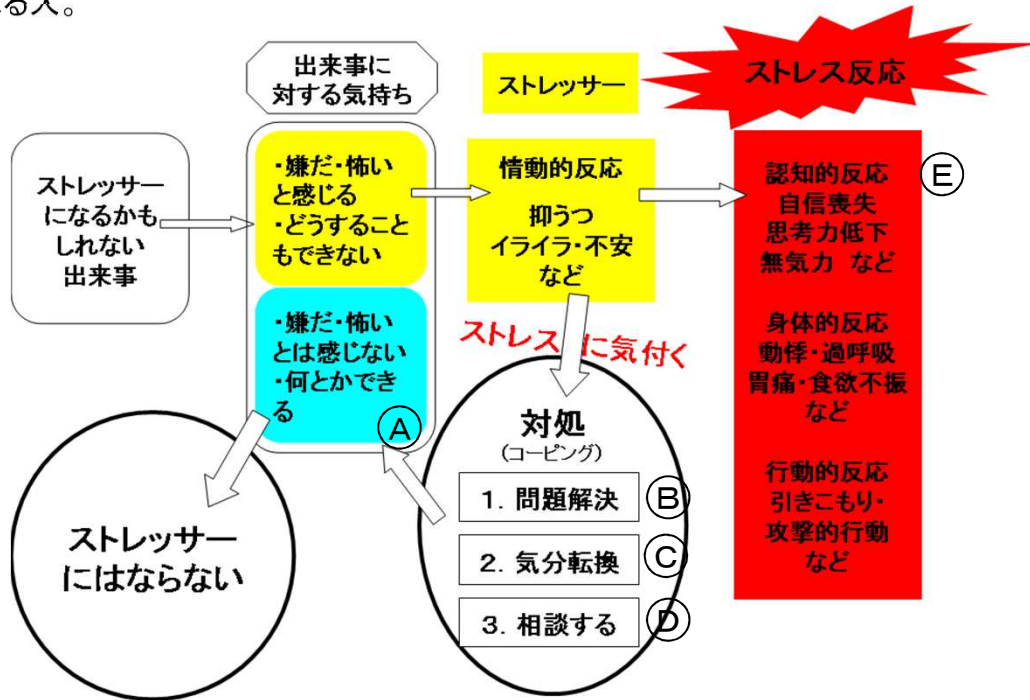 る人。
出来事に
対する気持ち
ストレッサー
ストレス反応
ストレッサー
になるかも
しれない
出来事
・嫌だ・怖い
と感じる
・どうすること
もできない
・嫌だ・怖い
とは感じない
・何とかでき
る
A
情動的反応
抑うつ
イライラ・不安
など
ストレスに気付く
対処
(コーピング)
1. 問題解決
B
2. 気分転換
C
3. 相談する
D
ストレッサー
にはならない
認知的反応
E
自信喪失
思考力低下
無気力 など
身体的反応
動悸・過呼吸
胃痛・食欲不振
など
行動的反応
引きこもり・
攻撃的行動
など